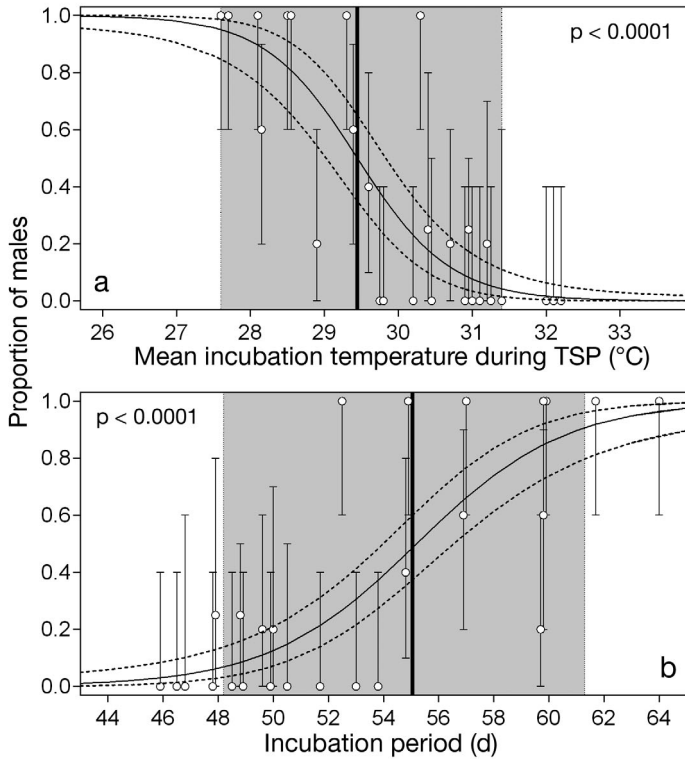 1.0
p < 0.0001
0.8
0.6
0.4
0.2
a
0.0
26 27 28 29 30 31 32 33
Mean incubation temperature during TSP (°C)
Proportion of males
1.0
p < 0.0001
0.8
0.6
0.4
0.2
b
0.0
44 46 48 50 52 54 56 58 60 62 64
Incubation period (d)